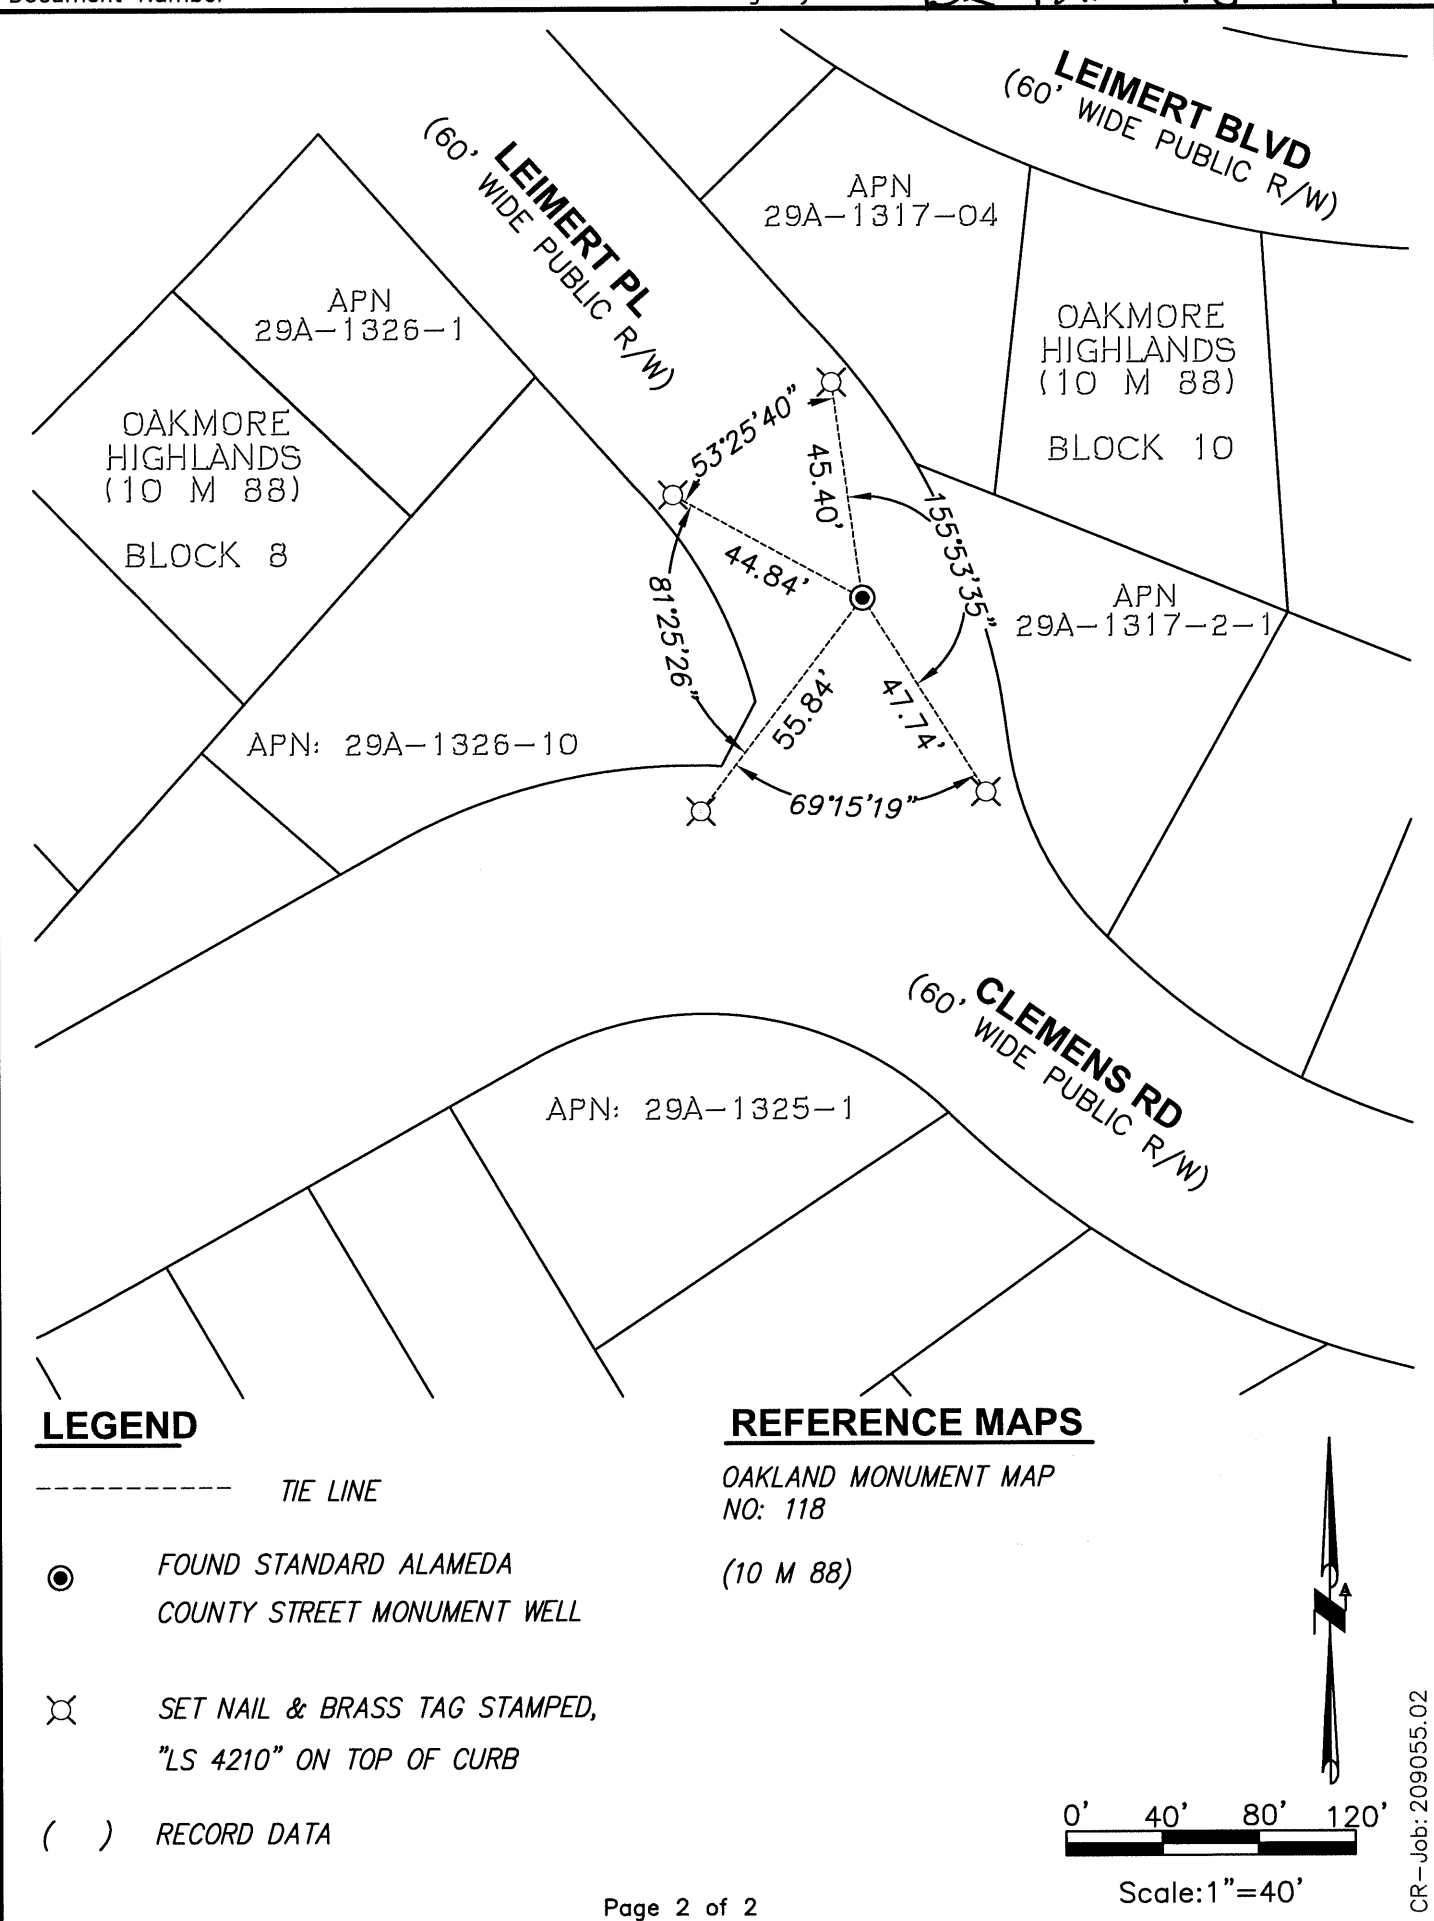 LEIMERT BLVD
(60' WIDE PUBLIC R/W)
LEIMERT PL
(60' WIDE PUBLIC R/W)
APN
29A-1317-04
APN
29A-1326-1
OAKMORE
HIGHLANDS
(10 M 88)
BLOCK 10
OAKMORE
HIGHLANDS
(10 M 88)
BLOCK 8
53°25'40"
45.40'
155°53'35"
44.84'
81°25'26"
APN
29A-1317-2-1
55.84'
47.74'
APN: 29A-1326-10
69°15'19"
CLEMENS RD
(60' WIDE PUBLIC R/W)
APN: 29A-1325-1
LEGEND
TIE LINE
FOUND STANDARD ALAMEDA
COUNTY STREET MONUMENT WELL
SET NAIL & BRASS TAG STAMPED,
"LS 4210" ON TOP OF CURB
( ) RECORD DATA
REFERENCE MAPS
OAKLAND MONUMENT MAP
NO: 118
(10 M 88)
0' 40' 80' 120'
Scale:1"=40'
CR-Job: 209055.02
Page 2 of 2